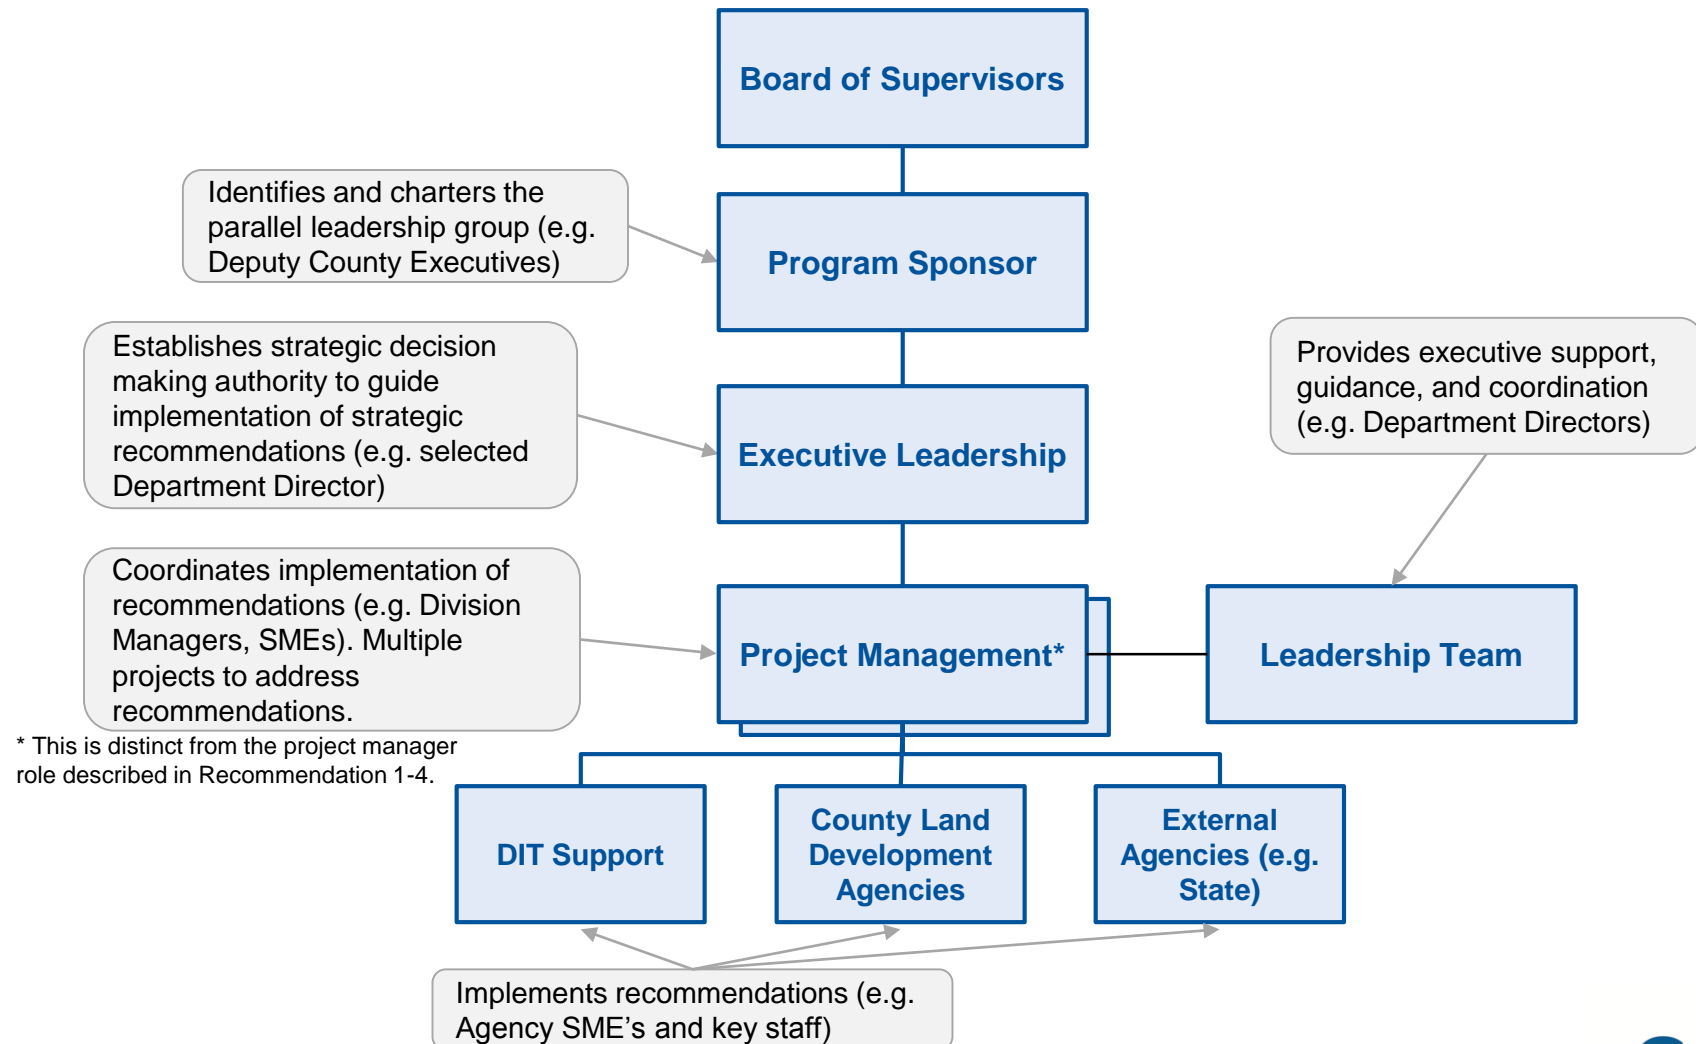 Board of Supervisors
Identifies and charters the
parallel leadership group (e.g.
Deputy County Executives)
Program Sponsor
Establishes strategic decision
making authority to guide
implementation of strategic
recommendations (e.g. selected
Department Director)
Executive Leadership
Provides executive support,
guidance, and coordination
(e.g. Department Directors)
Coordinates implementation of
recommendations (e.g. Division
Managers, SMEs). Multiple
projects to address
recommendations.
Project Management*
Leadership Team
* This is distinct from the project manager
role described in Recommendation 1-4.
DIT Support
County Land
Development
Agencies
External
Agencies (e.g.
State)
Implements recommendations (e.g.
Agency SME's and key staff)